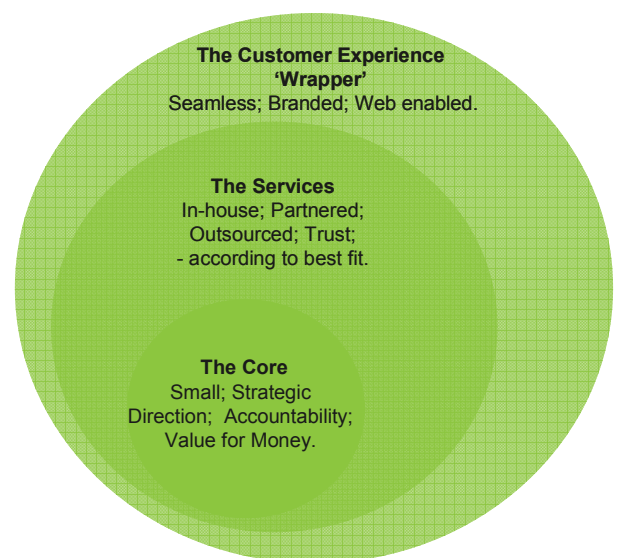 The Customer Experience
‘Wrapper’
Seamless; Branded; Web enabled.
The Services
In-house; Partnered;
Outsourced; Trust;
- according to best fit.
The Core
Small; Strategic
Direction; Accountability;
Value for Money.